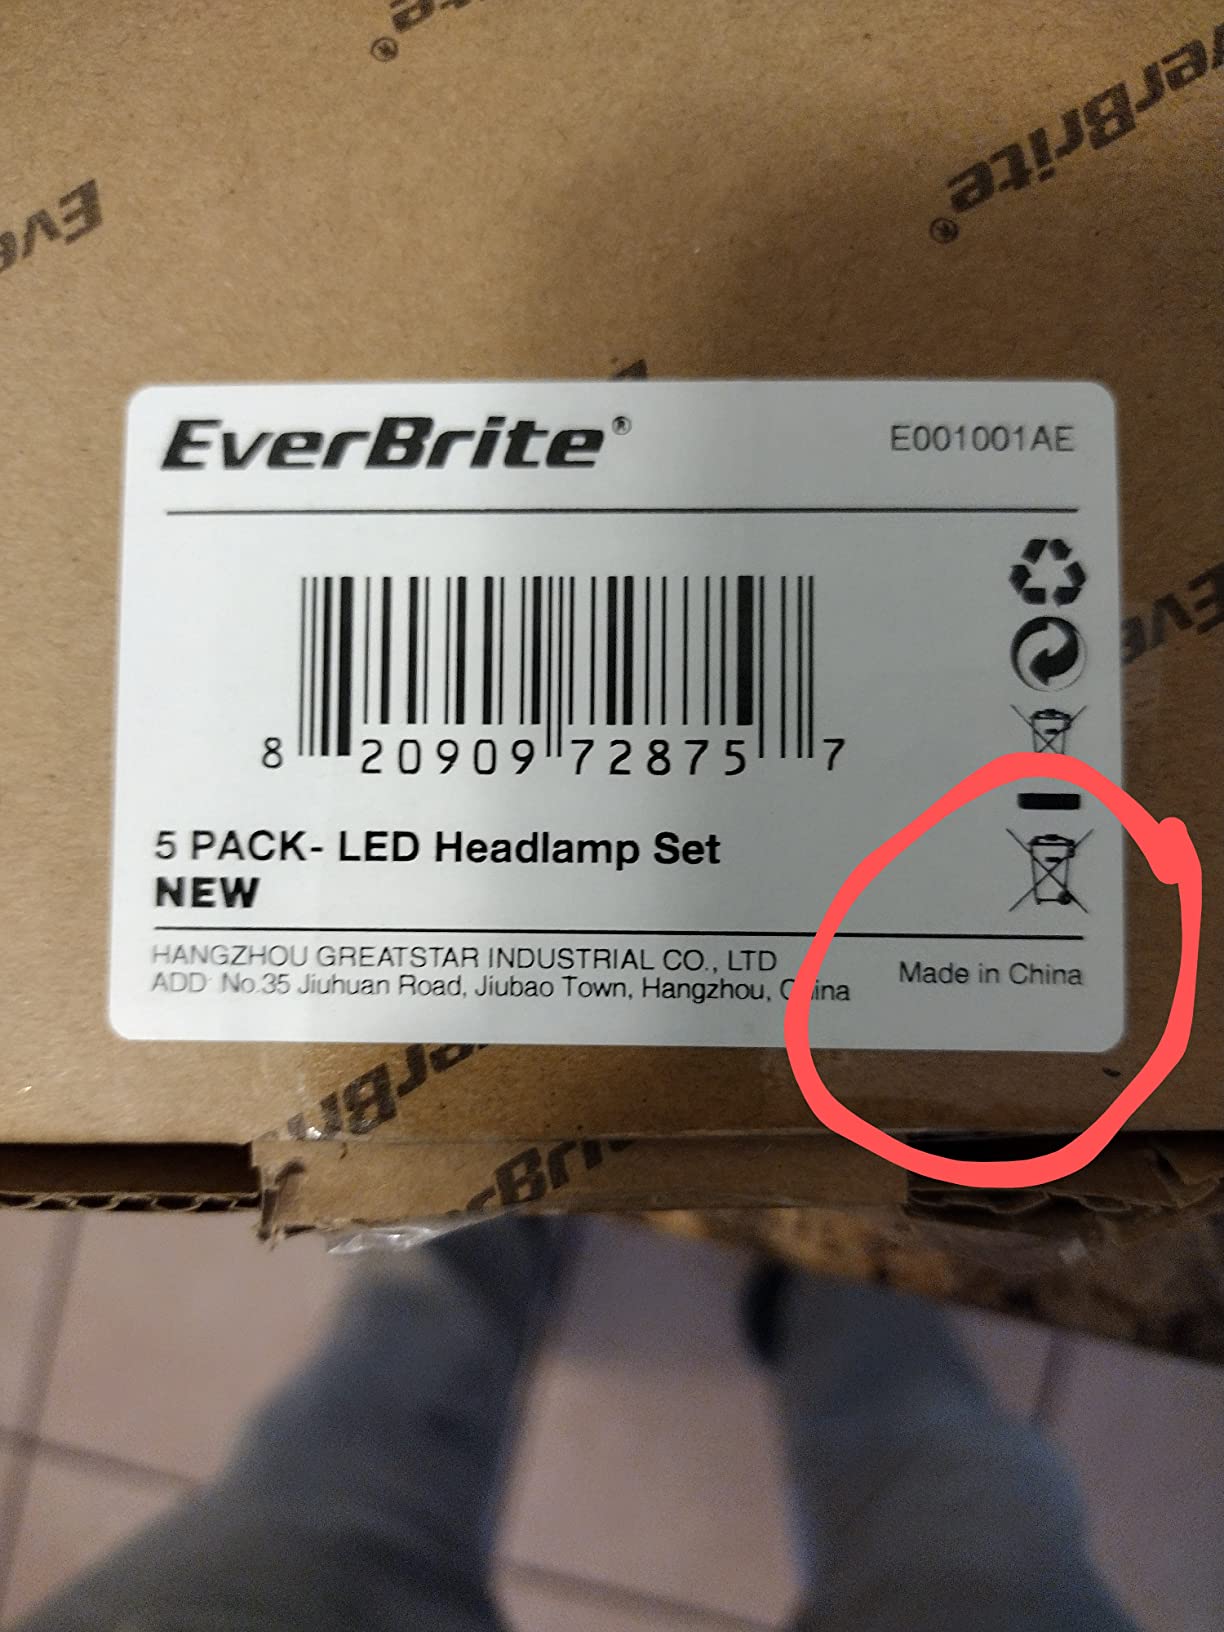 EverBrite®
EverBrite® E001001AE
8 20909 72875 7
5 PACK- LED Headlamp Set
NEW
HANGZHOU GREATSTAR INDUSTRIAL CO., LTD
ADD: No.35 Jiuhuan Road, Jiubao Town, Hangzhou, China
Made in China